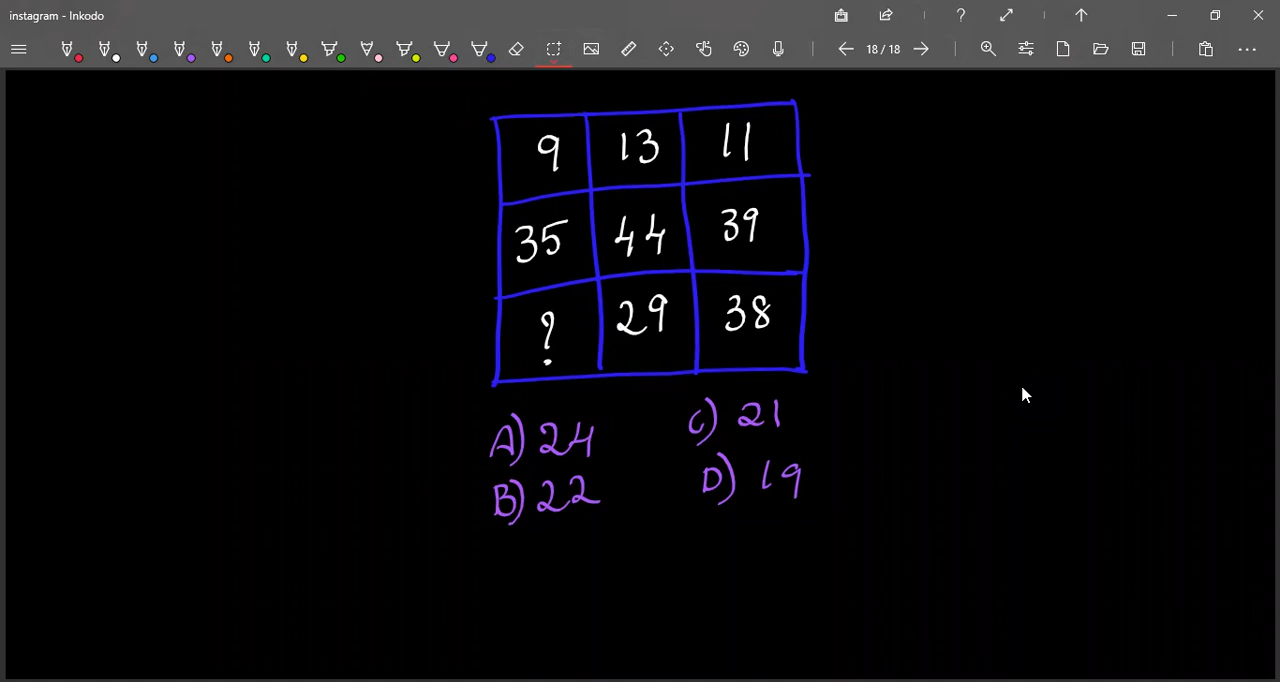 instagram - Inkodo
18 / 18
9 13 11
35 44 39
? 29 38
A) 24 C) 21
B) 22 D) 19